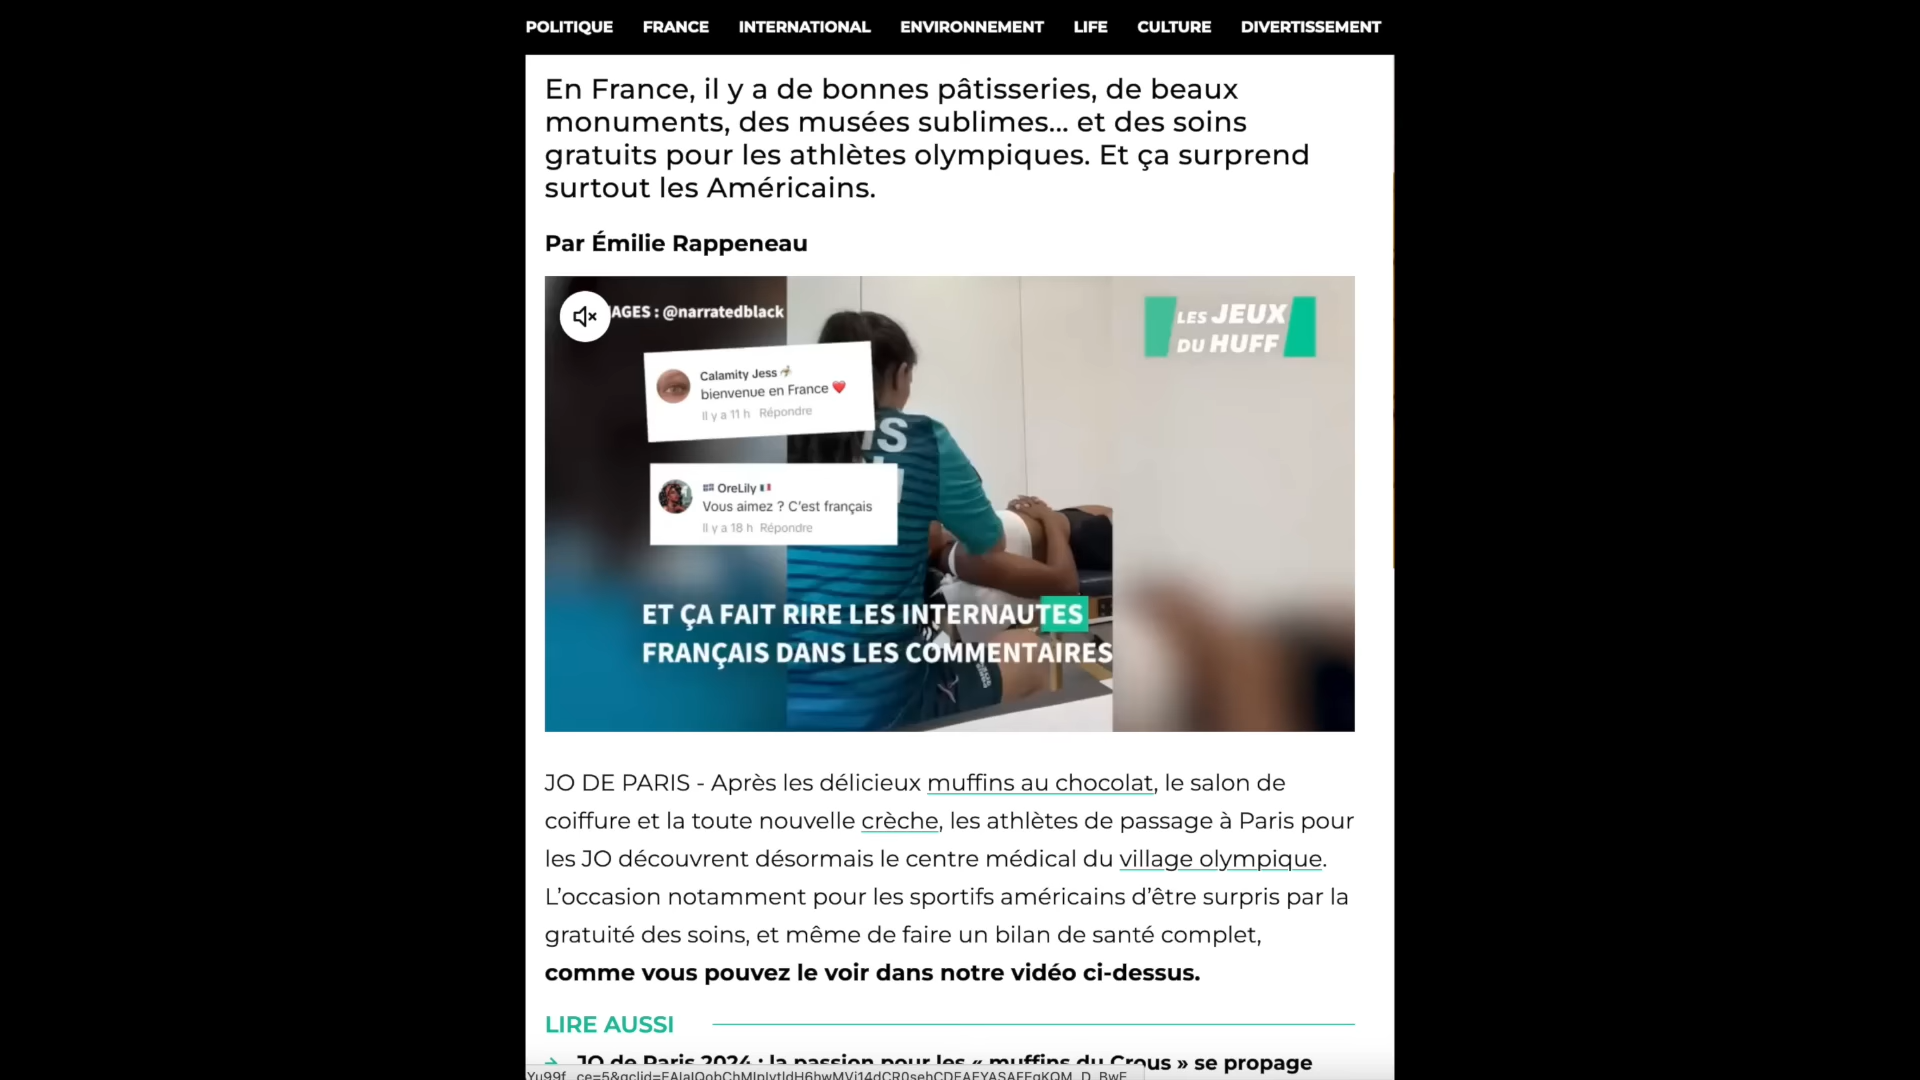 POLITIQUE FRANCE INTERNATIONAL ENVIRONNEMENT LIFE CULTURE DIVERTISSEMENT
En France, il y a de bonnes pâtisseries, de beaux
monuments, des musées sublimes... et des soins
gratuits pour les athlètes olympiques. Et ça surprend
surtout les Américains.
Par Émilie Rappeneau
AGES : @narratedblack
LES JEUX
DU HUFF
Calamity Jess
bienvenue en France ❤️
Il y a 11 h Répondre
IS
OreLily 🇫🇷
Vous aimez ? C'est français
Il y a 18 h Répondre
ET ÇA FAIT RIRE LES INTERNAUTES
FRANÇAIS DANS LES COMMENTAIRES
JO DE PARIS - Après les délicieux muffins au chocolat, le salon de
coiffure et la toute nouvelle crèche, les athlètes de passage à Paris pour
les JO découvrent désormais le centre médical du village olympique.
L’occasion notamment pour les sportifs américains d’être surpris par la
gratuité des soins, et même de faire un bilan de santé complet,
comme vous pouvez le voir dans notre vidéo ci-dessus.
LIRE AUSSI
JO de Paris 2024 : la passion pour les « muffins du Crous » se propage